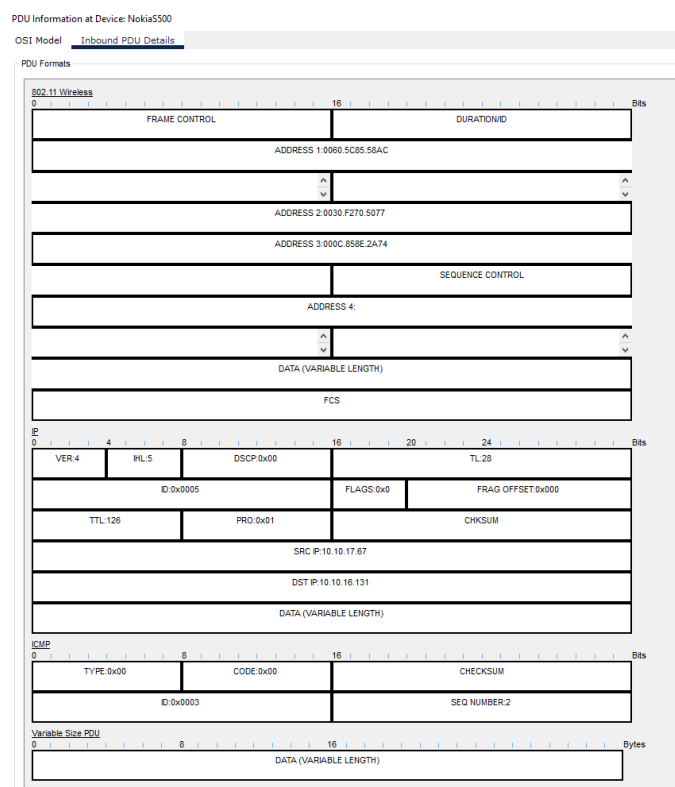 PDU Information at Device: NokiaS500
OSI Model Inbound PDU Details
PDU Formats
802.11 Wireless
0 16 Bits
FRAME CONTROL DURATION/ID
ADDRESS 1:0060.5C85.58AC
ADDRESS 2:0030.F270.5077
ADDRESS 3:000C.858E.2A74
SEQUENCE CONTROL
ADDRESS 4:
DATA (VARIABLE LENGTH)
FCS
IP
0 4 8 16 20 24 Bits
VER:4 IHL:5 DSCP:0x00 TL:28
ID:0x0005 FLAGS:0x0 FRAG OFFSET:0x000
TTL:126 PRO:0x01 CHKSUM
SRC IP:10.10.17.67
DST IP:10.10.16.131
DATA (VARIABLE LENGTH)
ICMP
0 8 16 Bits
TYPE:0x00 CODE:0x00 CHECKSUM
ID:0x0003 SEQ NUMBER:2
Variable Size PDU
0 8 16 Bytes
DATA (VARIABLE LENGTH)